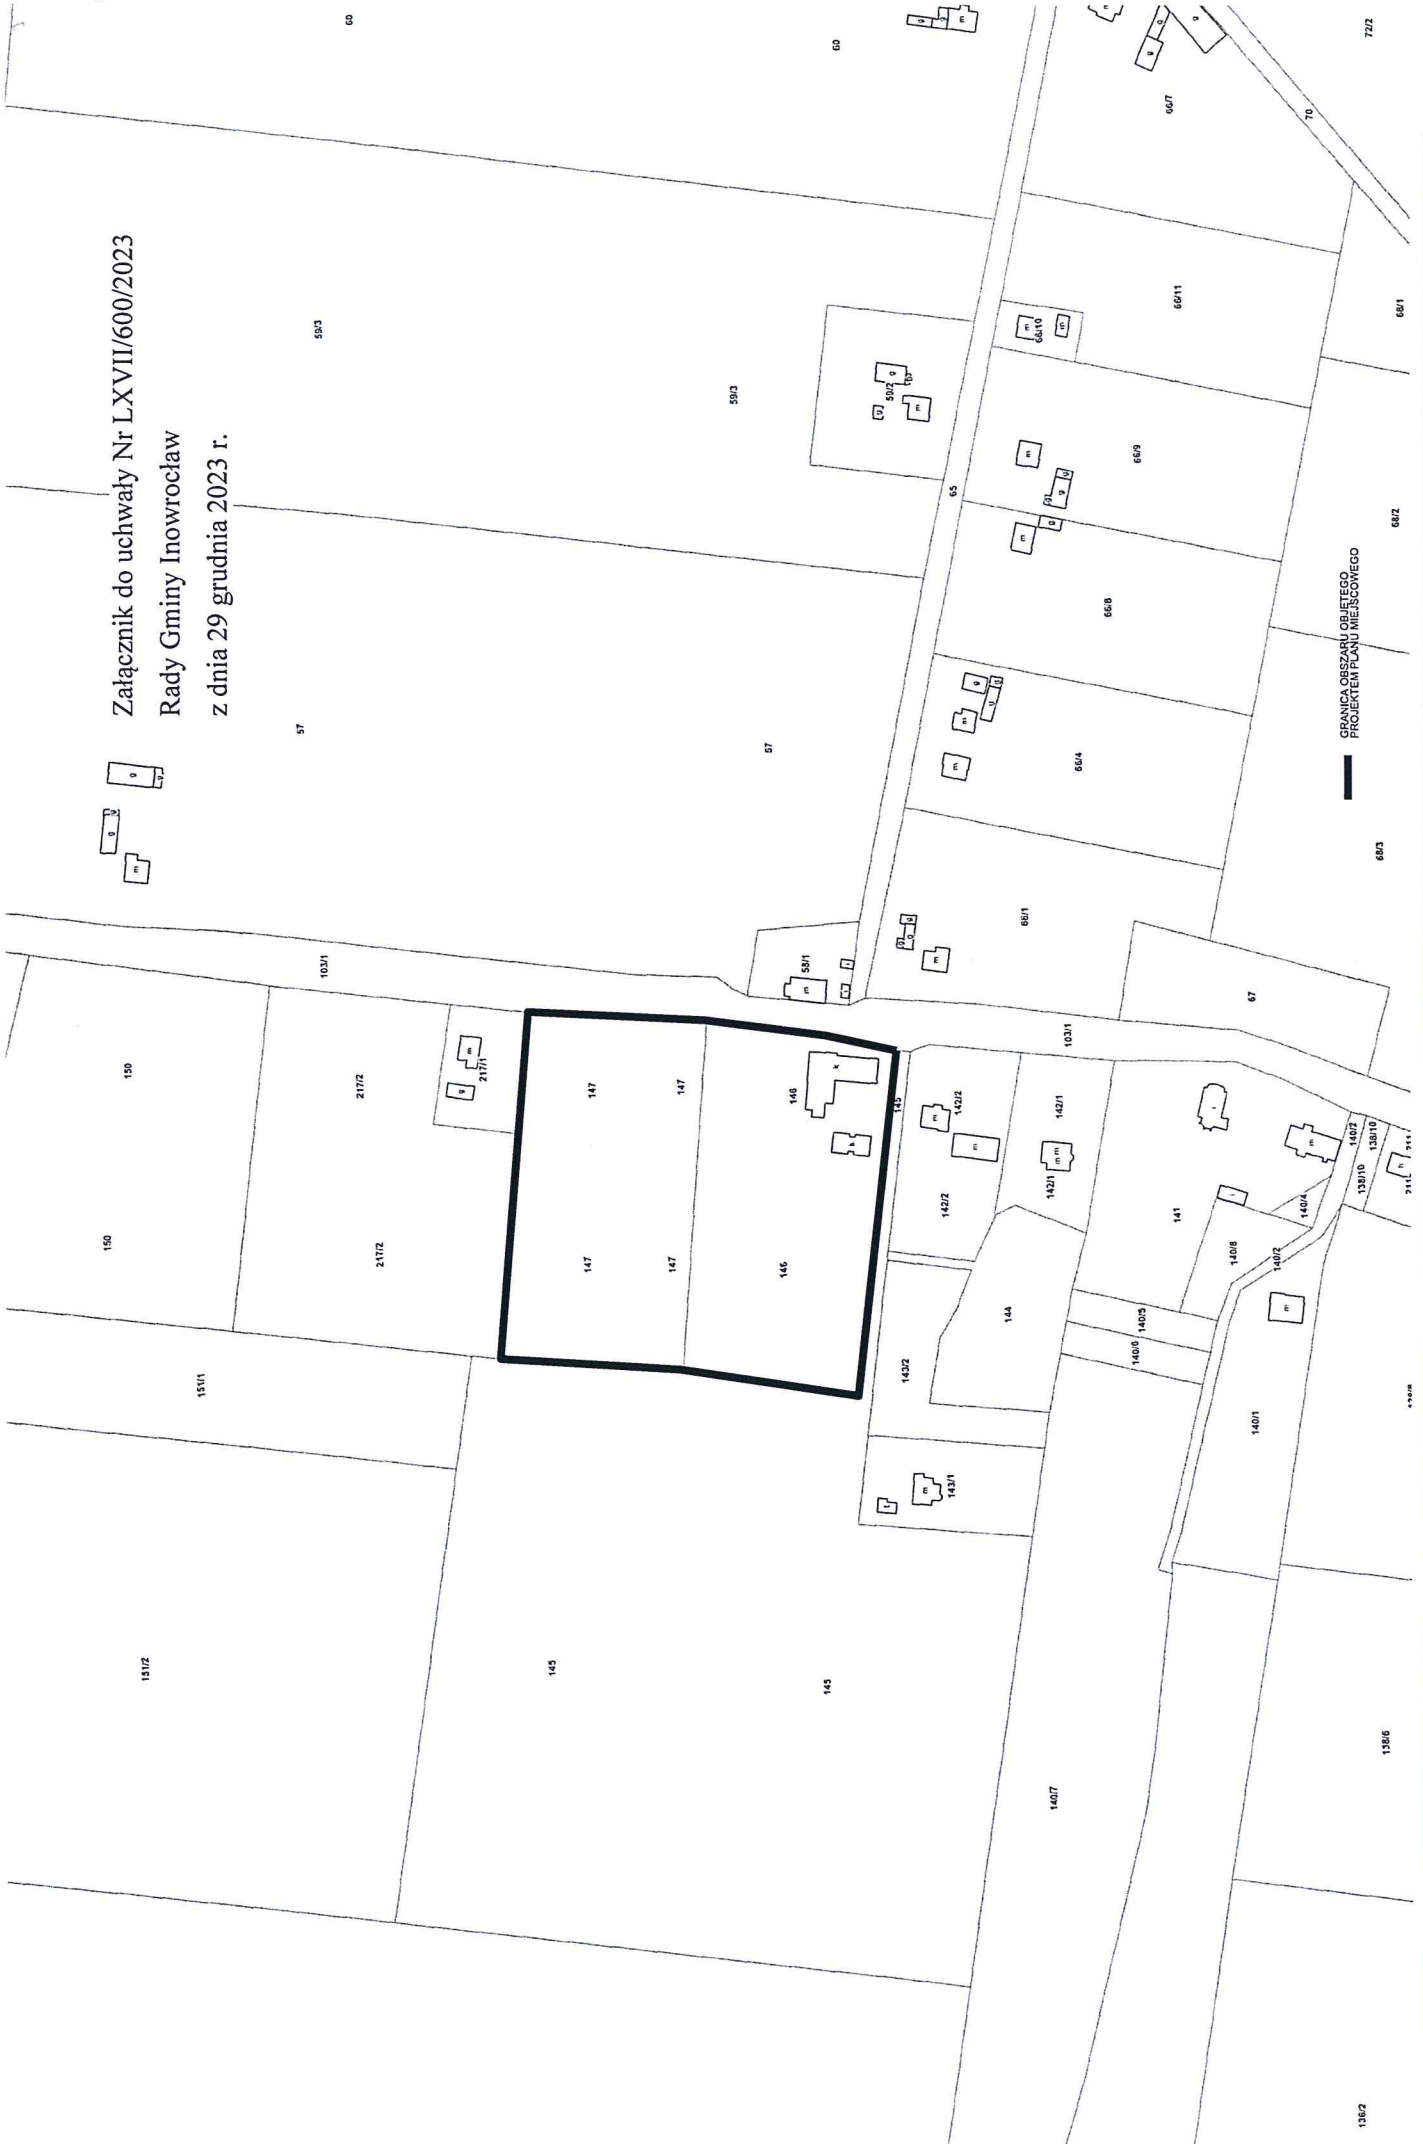 Załącznik do uchwały Nr LXVII/600/2023
Rady Gminy Inowrocław
z dnia 29 grudnia 2023 r.
60
60
72/2
g
g
m
g
g
66/7
70
59/3
59/3
66/11
68/1
m
66/10
m
g
59/2
g
m
65
66/9
m
g
g
g
m
g
66/8
68/2
57
57
g
g
g
m
m
g
g
m
66/4
68/3
GRANICA OBSZARU OBJĘTEGO
PROJEKTEM PLANU MIEJSCOWEGO
103/1
58/1
m
g
g
g
m
66/1
67
103/1
150
150
217/2
217/2
m
g
217/1
147
147
147
147
146
146
k
k
145
m
142/2
m
142/2
142/1
m
m
142/1
i
m
i
141
140/2
138/10
138/10
140/4
140/8
140/2
m
144
140/5
140/6
143/2
140/1
143/1
m
t
151/1
151/2
145
145
140/7
138/6
136/2